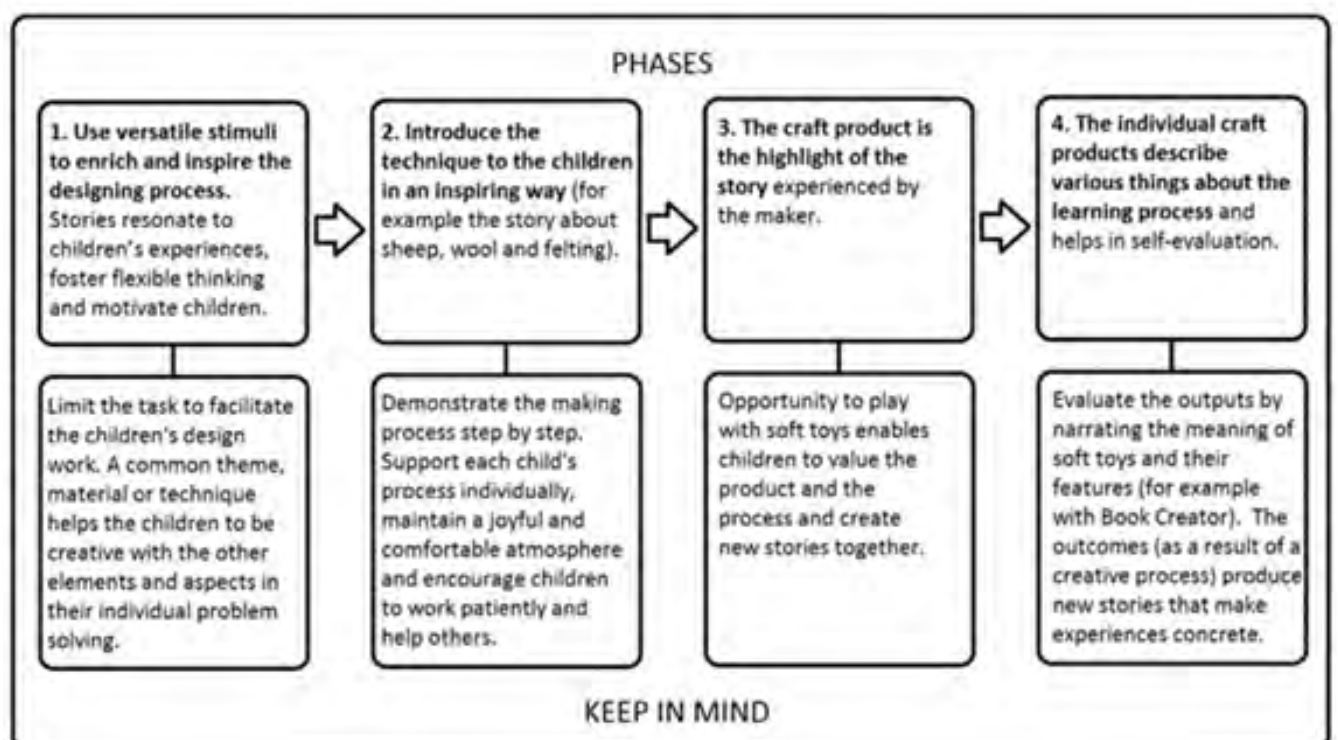 PHASES
1. Use versatile stimuli
to enrich and inspire the
designing process.
Stories resonate to
children's experiences,
foster flexible thinking
and motivate children.
2. Introduce the
technique to the children
in an inspiring way (for
example the story about
sheep, wool and felting).
3. The craft product is
the highlight of the
story experienced by
the maker.
4. The individual craft
products describe
various things about the
learning process and
helps in self-evaluation.
Limit the task to facilitate
the children's design
work. A common theme,
material or technique
helps the children to be
creative with the other
elements and aspects in
their individual problem
solving.
Demonstrate the making
process step by step.
Support each child's
process individually,
maintain a joyful and
comfortable atmosphere
and encourage children
to work patiently and
help others.
Opportunity to play
with soft toys enables
children to value the
product and the
process and create
new stories together.
Evaluate the outputs by
narrating the meaning of
soft toys and their
features (for example
with Book Creator). The
outcomes (as a result of a
creative process) produce
new stories that make
experiences concrete.
KEEP IN MIND